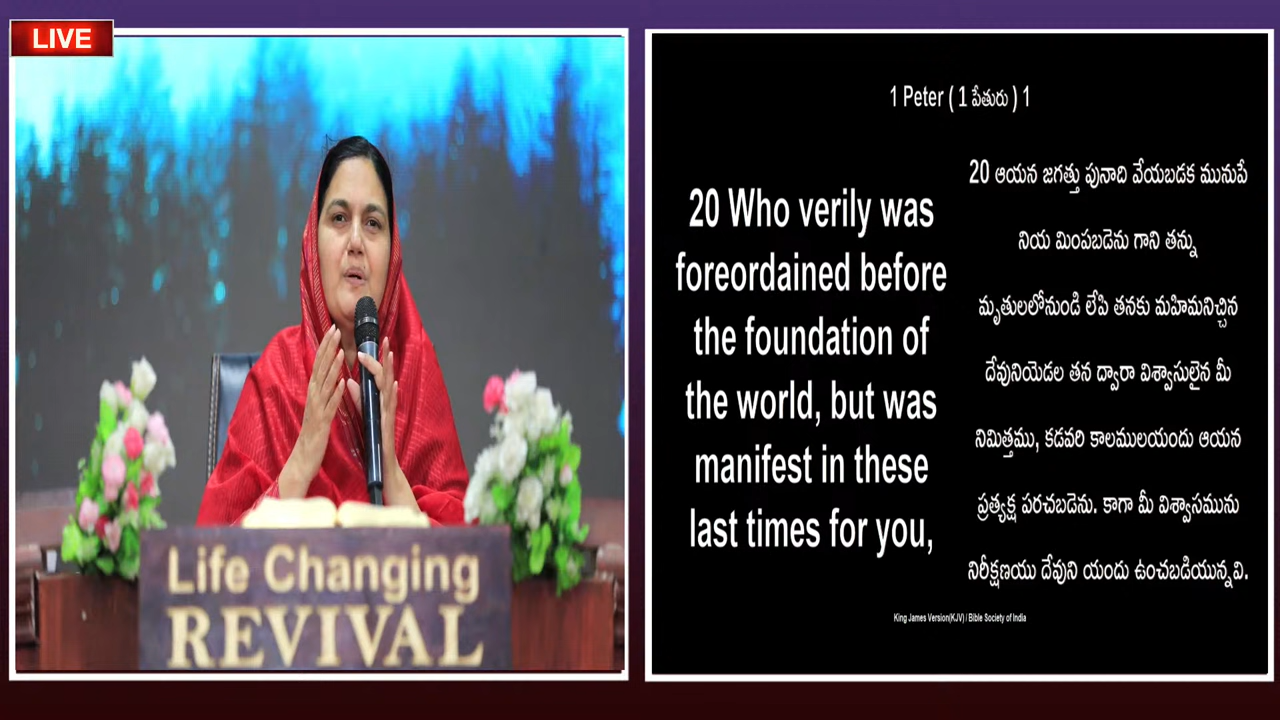 LIVE
Life Changing
REVIVAL
1 Peter ( 1 పేతురు ) 1
20 Who verily was
foreordained before
the foundation of
the world, but was
manifest in these
last times for you,
20 ఆయన జగత్తు పునాది వేయబడక మునుపే
నియ మింపబడెను గాని తన్ను
మృతులలోనుండి లేపి తనకు మహిమనిచ్చిన
దేవునియెడల తన ద్వారా విశ్వాసులైన మీ
నిమిత్తము, కడవరి కాలములయందు ఆయన
ప్రత్యక్ష పరచబడెను. కాగా మీ విశ్వాసమును
నిరీక్షణయు దేవుని యందు ఉంచబడియున్నవి.
King James Version(KJV) / Bible Society of India